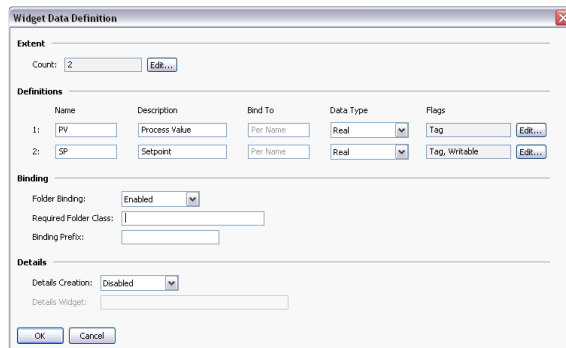 Widget Data Definition
Extent
Count: 2 Edit...
Definitions
Name Description Bind To Data Type Flags
1: PV Process Value Per Name Real Tag Edit...
2: SP Setpoint Per Name Real Tag, Writable Edit...
Binding
Folder Binding: Enabled
Required Folder Class:
Binding Prefix:
Details
Details Creation: Disabled
Details Widget:
OK Cancel